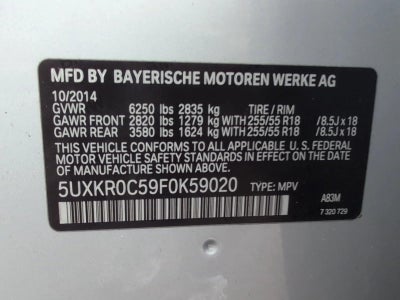 MFD BY BAYERISCHE MOTOREN WERKE AG
10/2014
GVWR 6250 lbs 2835 kg TIRE / RIM
GAWR FRONT 2820 lbs 1279 kg WITH 255/55 R18 /8.5J x 18
GAWR REAR 3580 lbs 1624 kg WITH 255/55 R18 /8.5J x 18
THIS VEHICLE CONFORMS TO ALL APPLICABLE U. S. FEDERAL
MOTOR VEHICLE SAFETY STANDARDS IN EFFECT ON THE
DATE OF MANUFACTURE SHOWN ABOVE.
5UXKR0C59F0K59020 TYPE: MPV
A83M
7 320 729